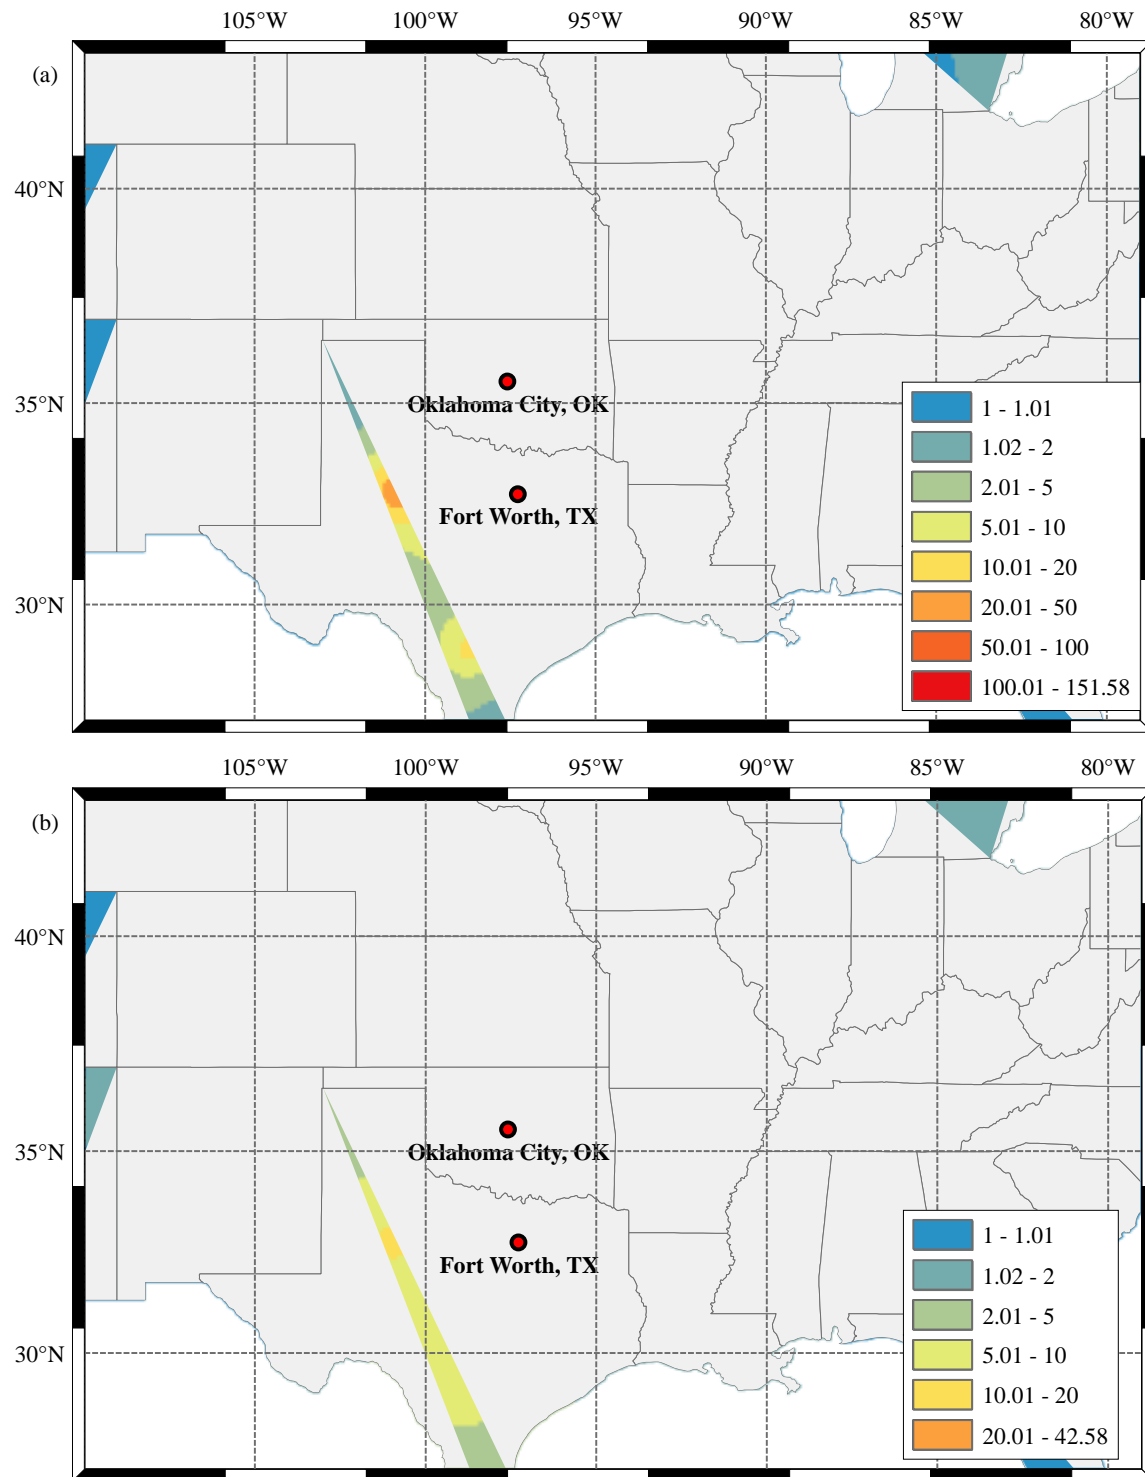 105°W 100°W 95°W 90°W 85°W 80°W
(a)
40°N
35°N
30°N
Oklahoma City, OK
Fort Worth, TX
1 - 1.01
1.02 - 2
2.01 - 5
5.01 - 10
10.01 - 20
20.01 - 50
50.01 - 100
100.01 - 151.58
105°W 100°W 95°W 90°W 85°W 80°W
(b)
40°N
35°N
30°N
Oklahoma City, OK
Fort Worth, TX
1 - 1.01
1.02 - 2
2.01 - 5
5.01 - 10
10.01 - 20
20.01 - 42.58